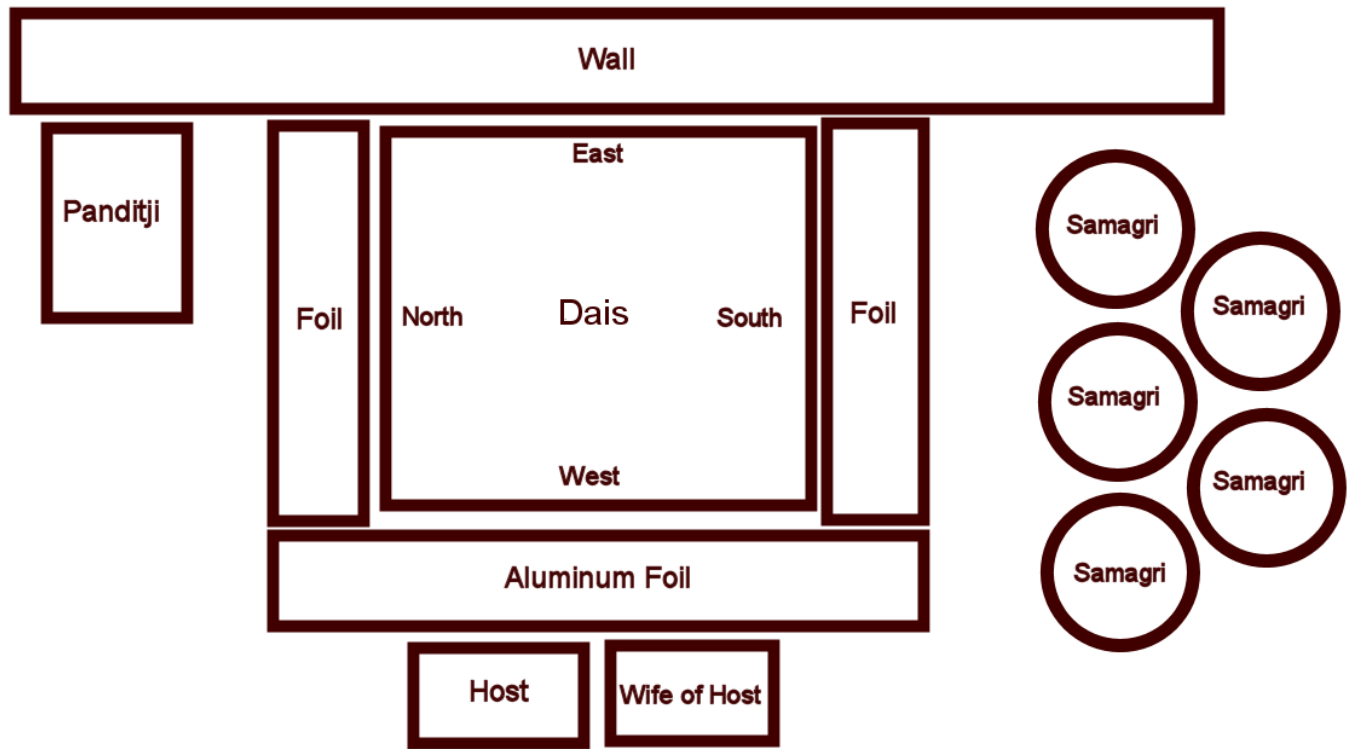 Wall
East
Panditji
Samagri
Samagri
Foil
North
Dais
South
Foil
Samagri
West
Samagri
Aluminum Foil
Samagri
Host
Wife of Host